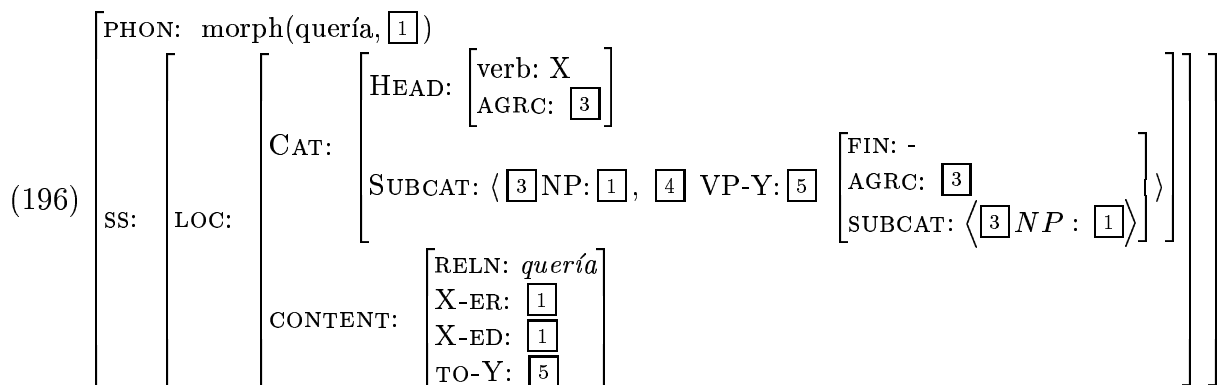 PHON: morph(quería, 1)
HEAD: verb: X
AGRC: 3
CAT:
FIN: -
SUBCAT: ⟨ 3 NP: 1 , 4 VP-Y: 5 AGRC: 3 ⟩
(196) SS: LOC: SUBCAT: ⟨ 3 NP : 1 ⟩
RELN: quería
X-ER: 1
CONTENT: X-ED: 1
TO-Y: 5